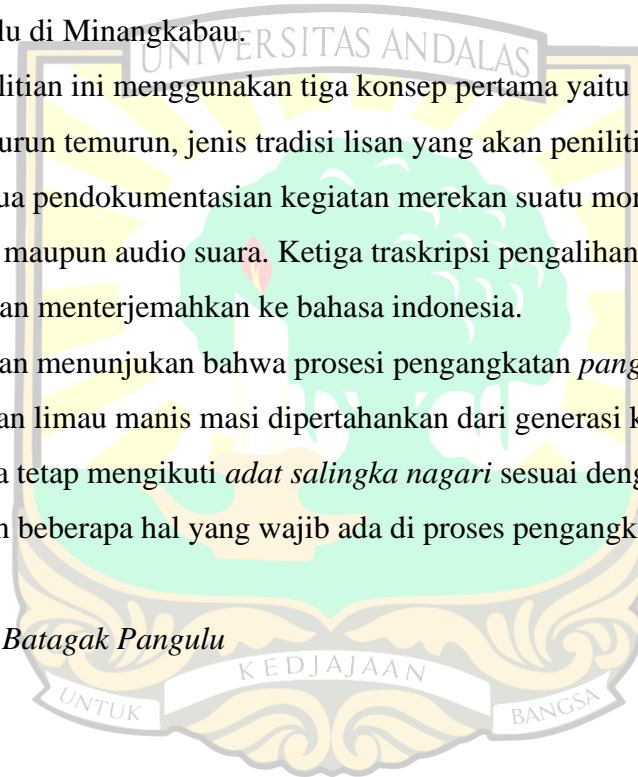 lu di Minangkabau.
UNIVERSITAS ANDALAS
litian ini menggunakan tiga konsep pertama yaitu
urun temurun, jenis tradisi lisan yang akan peniliti
ua pendokumentasian kegiatan merekan suatu mor
maupun audio suara. Ketiga traskripsi pengalihan
an menterjemahkan ke bahasa indonesia.
an menunjukan bahwa prosesi pengangkatan pang
an limau manis masi dipertahankan dari generasi k
a tetap mengikuti adat salingka nagari sesuai deng
n beberapa hal yang wajib ada di proses pengangk
Batagak Pangulu
UNTUK KEDJAJAAN BANGSA